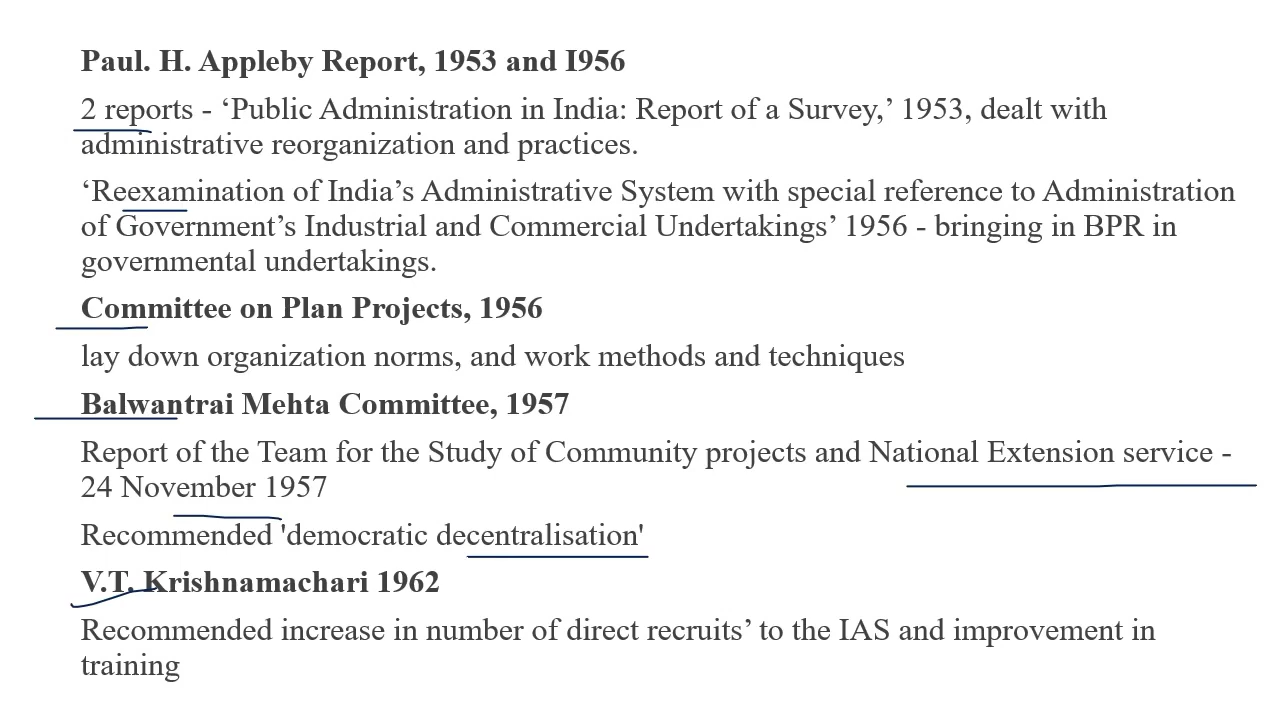 Paul. H. Appleby Report, 1953 and I956
2 reports - ‘Public Administration in India: Report of a Survey,’ 1953, dealt with
administrative reorganization and practices.
‘Reexamination of India’s Administrative System with special reference to Administration
of Government’s Industrial and Commercial Undertakings’ 1956 - bringing in BPR in
governmental undertakings.
Committee on Plan Projects, 1956
lay down organization norms, and work methods and techniques
Balwantrai Mehta Committee, 1957
Report of the Team for the Study of Community projects and National Extension service -
24 November 1957
Recommended 'democratic decentralisation'
V.T. Krishnamachari 1962
Recommended increase in number of direct recruits’ to the IAS and improvement in
training